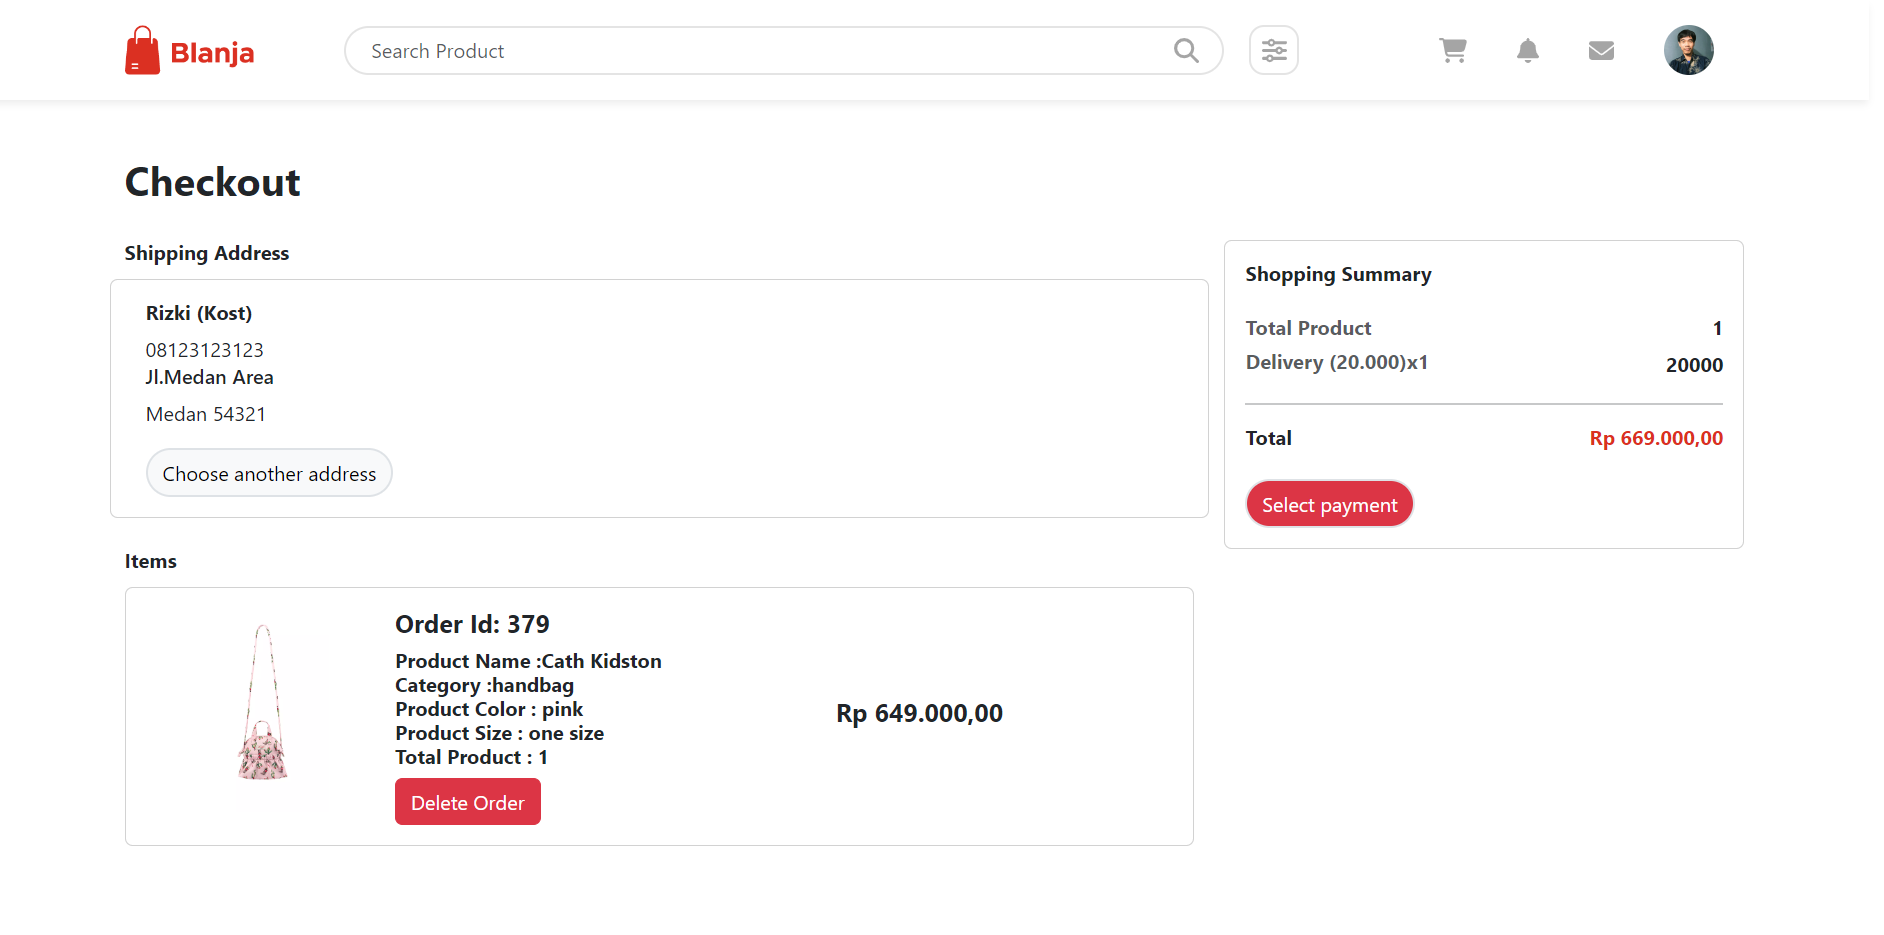 Blanja
Search Product
Checkout
Shipping Address
Rizki (Kost)
08123123123
Jl.Medan Area
Medan 54321
Choose another address
Shopping Summary
Total Product 1
Delivery (20.000)x1 20000
Total Rp 669.000,00
Select payment
Items
Order Id: 379
Product Name :Cath Kidston
Category :handbag
Product Color : pink
Product Size : one size
Total Product : 1
Rp 649.000,00
Delete Order